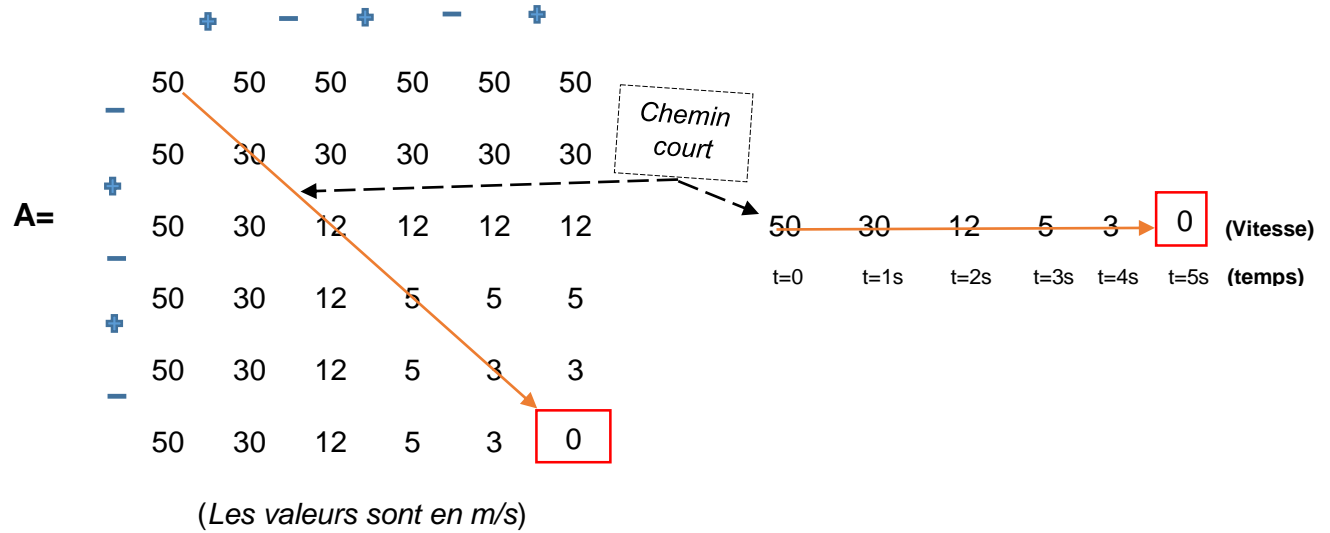 + − + − +
50 50 50 50 50 50
−
Chemin
court
50 30 30 30 30 30
+
A=
50 30 12 12 12 12
50 30 12 5 3 0 (Vitesse)
−
t=0 t=1s t=2s t=3s t=4s t=5s (temps)
50 30 12 5 5 5
+
50 30 12 5 3 3
−
50 30 12 5 3 0
(Les valeurs sont en m/s)